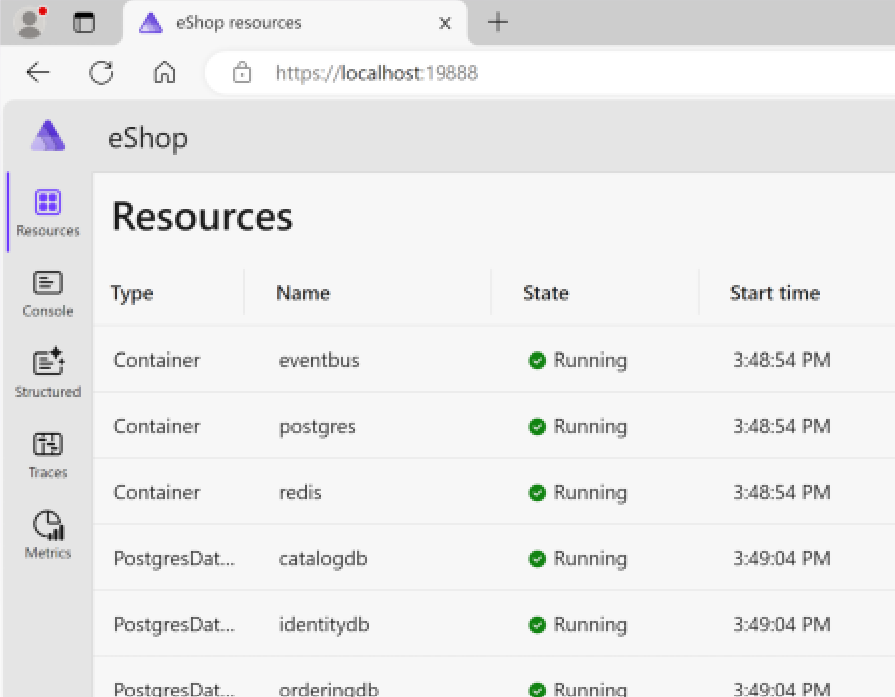 eShop resources
https://localhost:19888
eShop
Resources
Resources
Console
Structured
Traces
Metrics
Type Name State Start time
Container eventbus Running 3:48:54 PM
Container postgres Running 3:48:54 PM
Container redis Running 3:48:54 PM
PostgresDat... catalogdb Running 3:49:04 PM
PostgresDat... identitydb Running 3:49:04 PM
PostgresDat... orderingdb Running 3:49:04 PM